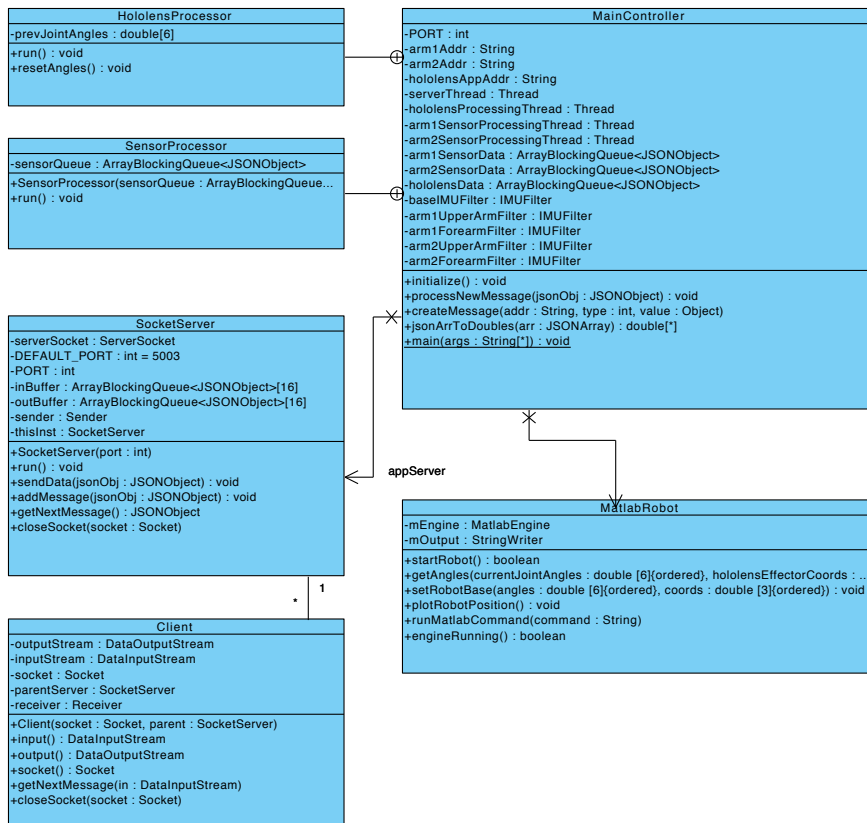 HololensProcessor
-prevJointAngles : double[6]
+run() : void
+resetAngles() : void
SensorProcessor
-sensorQueue : ArrayBlockingQueue<JSONObject>
+SensorProcessor(sensorQueue : ArrayBlockingQueue...
+run() : void
MainController
-PORT : int
-arm1Addr : String
-arm2Addr : String
-hololensAppAddr : String
-serverThread : Thread
-hololensProcessingThread : Thread
-arm1SensorProcessingThread : Thread
-arm2SensorProcessingThread : Thread
-arm1SensorData : ArrayBlockingQueue<JSONObject>
-arm2SensorData : ArrayBlockingQueue<JSONObject>
-hololensData : ArrayBlockingQueue<JSONObject>
-baseIMUFilter : IMUFilter
-arm1UpperArmFilter : IMUFilter
-arm1ForearmFilter : IMUFilter
-arm2UpperArmFilter : IMUFilter
-arm2ForearmFilter : IMUFilter
+initialize() : void
+processNewMessage(jsonObj : JSONObject) : void
+createMessage(addr : String, type : int, value : Object)
+jsonArrToDoubles(arr : JSONArray) : double[*]
+main(args : String[*]) : void
SocketServer
-serverSocket : ServerSocket
-DEFAULT_PORT : int = 5003
-PORT : int
-inBuffer : ArrayBlockingQueue<JSONObject>[16]
-outBuffer : ArrayBlockingQueue<JSONObject>[16]
-sender : Sender
-thisInst : SocketServer
+SocketServer(port : int)
+run() : void
+sendData(jsonObj : JSONObject) : void
+addMessage(jsonObj : JSONObject) : void
+getNextMessage() : JSONObject
+closeSocket(socket : Socket)
appServer
MatlabRobot
-mEngine : MatlabEngine
-mOutput : StringWriter
+startRobot() : boolean
+getAngles(currentJointAngles : double [6]{ordered}, hololensEffectorCoords : ...
+setRobotBase(angles : double [6]{ordered}, coords : double [3]{ordered}) : void
+plotRobotPosition() : void
+runMatlabCommand(command : String)
+engineRunning() : boolean
1
*
Client
-outputStream : DataOutputStream
-inputStream : DataInputStream
-socket : Socket
-parentServer : SocketServer
-receiver : Receiver
+Client(socket : Socket, parent : SocketServer)
+input() : DataInputStream
+output() : DataOutputStream
+socket() : Socket
+getNextMessage(in : DataInputStream)
+closeSocket(socket : Socket)